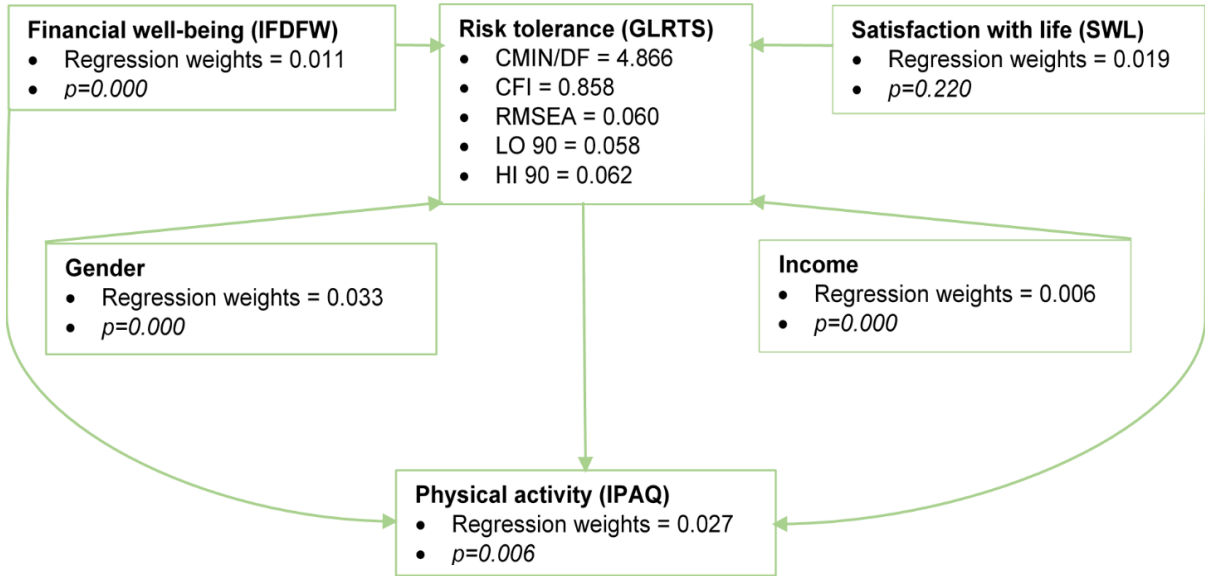 Financial well-being (IFDFW)
• Regression weights = 0.011
• p=0.000
Risk tolerance (GLRTS)
• CMIN/DF = 4.866
• CFI = 0.858
• RMSEA = 0.060
• LO 90 = 0.058
• HI 90 = 0.062
Satisfaction with life (SWL)
• Regression weights = 0.019
• p=0.220
Gender
• Regression weights = 0.033
• p=0.000
Income
• Regression weights = 0.006
• p=0.000
Physical activity (IPAQ)
• Regression weights = 0.027
• p=0.006